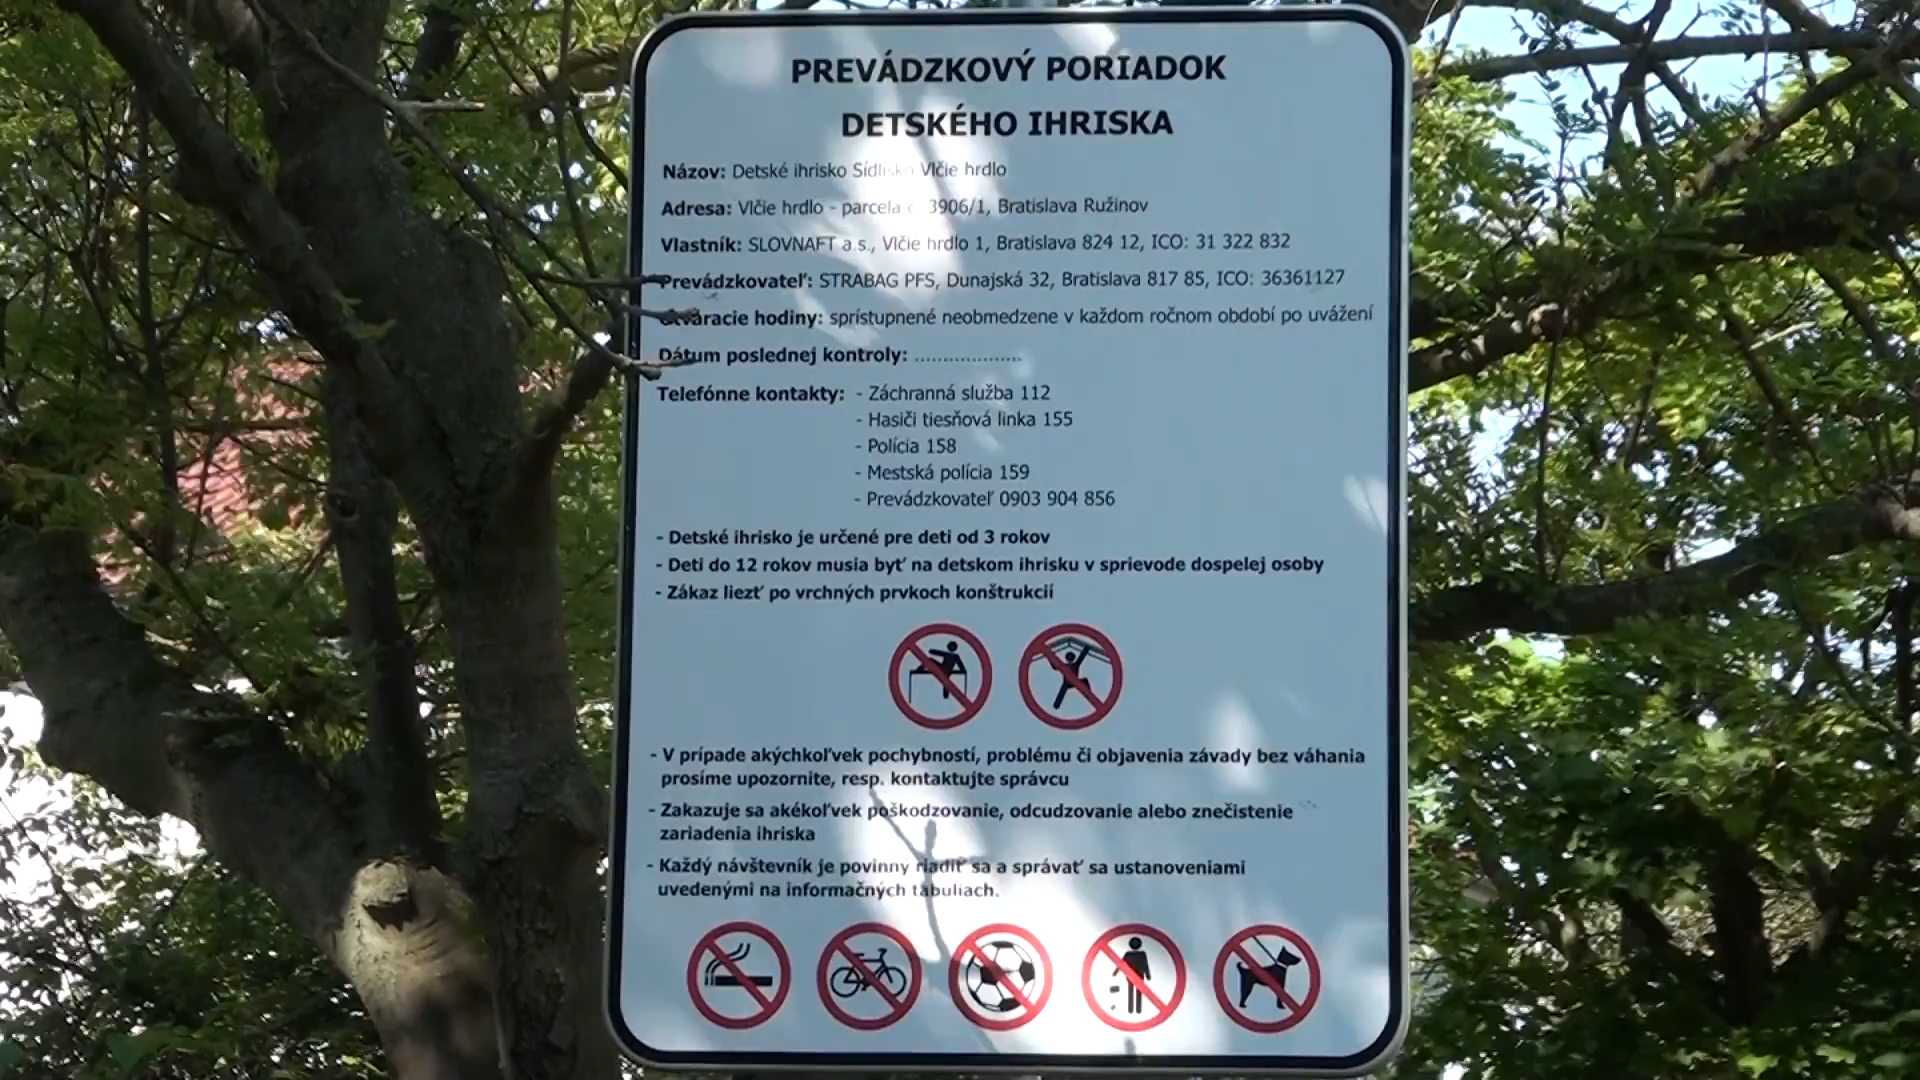 PREVÁDZKOVÝ PORIADOK
DETSKÉHO IHRISKA
Názov: Detské ihrisko Sídlisko Vlčie hrdlo
Adresa: Vlčie hrdlo - parcela č. 3906/1, Bratislava Ružinov
Vlastník: SLOVNAFT a.s., Vlčie hrdlo 1, Bratislava 824 12, ICO: 31 322 832
Prevádzkovateľ: STRABAG PFS, Dunajská 32, Bratislava 817 85, ICO: 36361127
Otváracie hodiny: sprístupnené neobmedzene v každom ročnom období po uvážení
Dátum poslednej kontroly: ...................
Telefónne kontakty: - Záchranná služba 112
- Hasiči tiesňová linka 155
- Polícia 158
- Mestská polícia 159
- Prevádzkovateľ 0903 904 856
- Detské ihrisko je určené pre deti od 3 rokov
- Deti do 12 rokov musia byť na detskom ihrisku v sprievode dospelej osoby
- Zákaz liezť po vrchných prvkoch konštrukcií
- V prípade akýchkoľvek pochybností, problému či objavenia závady bez váhania
prosíme upozornite, resp. kontaktujte správcu
- Zakazuje sa akékoľvek poškodzovanie, odcudzovanie alebo znečistenie
zariadenia ihriska
- Každý návštevník je povinny riadiť sa a správať sa ustanoveniami
uvedenými na informačných tabuliach.